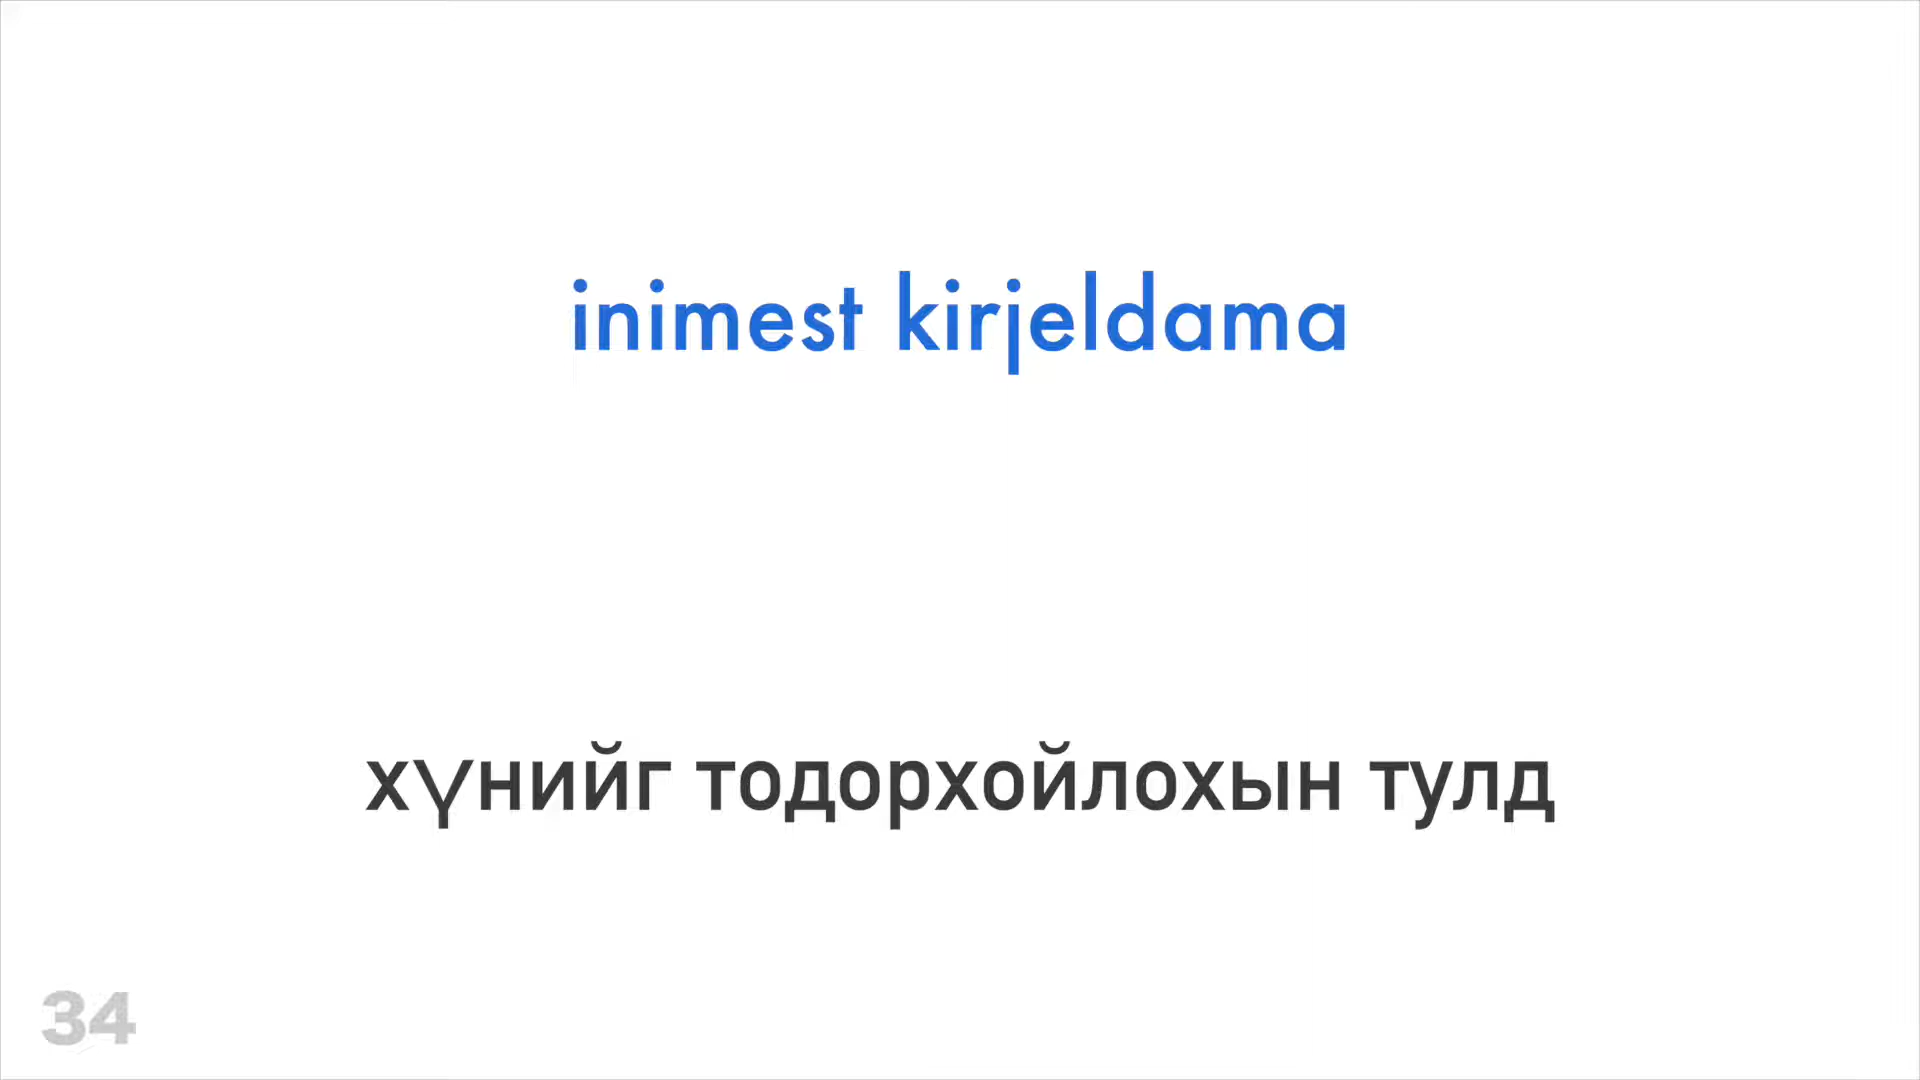 inimest kirjeldama
хүнийг тодорхойлохын тулд
34